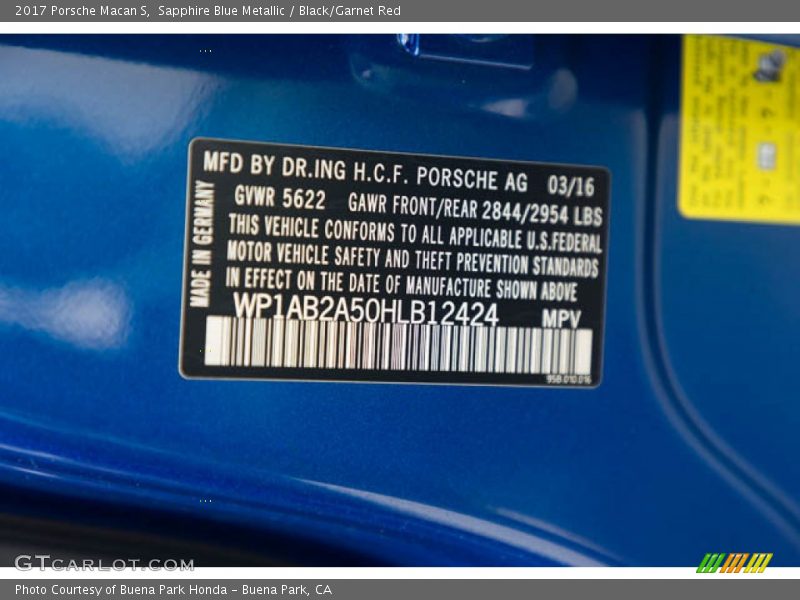 2017 Porsche Macan S, Sapphire Blue Metallic / Black/Garnet Red
MFD BY DR.ING H.C.F. PORSCHE AG 03/16
GVWR 5622 GAWR FRONT/REAR 2844/2954 LBS
THIS VEHICLE CONFORMS TO ALL APPLICABLE U.S.FEDERAL
MOTOR VEHICLE SAFETY AND THEFT PREVENTION STANDARDS
IN EFFECT ON THE DATE OF MANUFACTURE SHOWN ABOVE
MADE IN GERMANY
WP1AB2A50HLB12424 MPV
95B.010.016
GTCARLOT.COM
Photo Courtesy of Buena Park Honda - Buena Park, CA